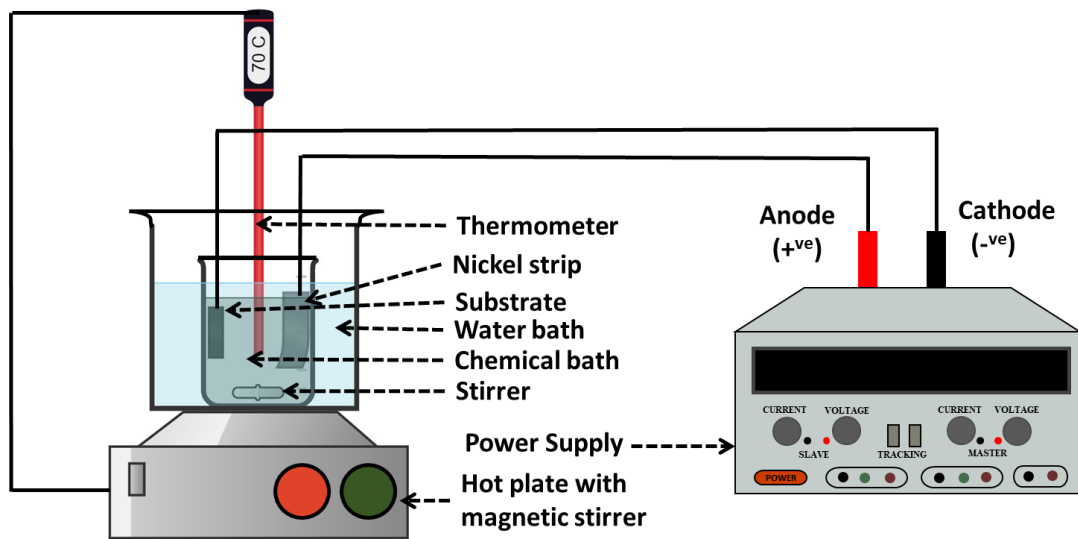 70 C
Thermometer
Nickel strip
Substrate
Water bath
Chemical bath
Stirrer
Power Supply
Hot plate with
magnetic stirrer
Anode
(+ve)
Cathode
(-ve)
CURRENT VOLTAGE CURRENT VOLTAGE
SLAVE TRACKING MASTER
POWER